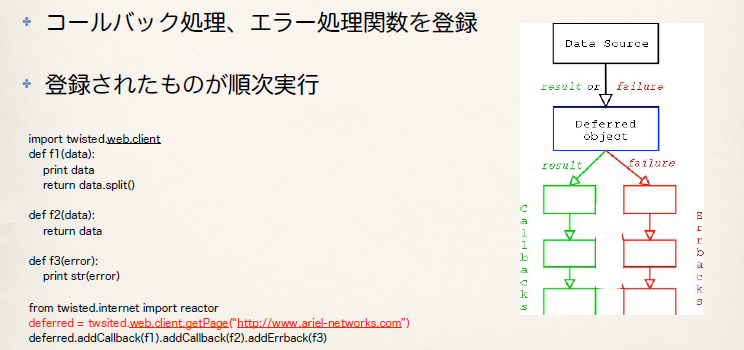 コールバック処理、エラー処理関数を登録
登録されたものが順次実行
import twisted.web.client
def f1(data):
print data
return data.split()
def f2(data):
return data
def f3(error):
print str(error)
from twisted.internet import reactor
deferred = twsited.web.client.getPage(“http://www.ariel-networks.com”)
deferred.addCallback(f1).addCallback(f2).addErrback(f3)
Data Source
result or failure
Deferred
object
result
failure
Callbacks
Errbacks